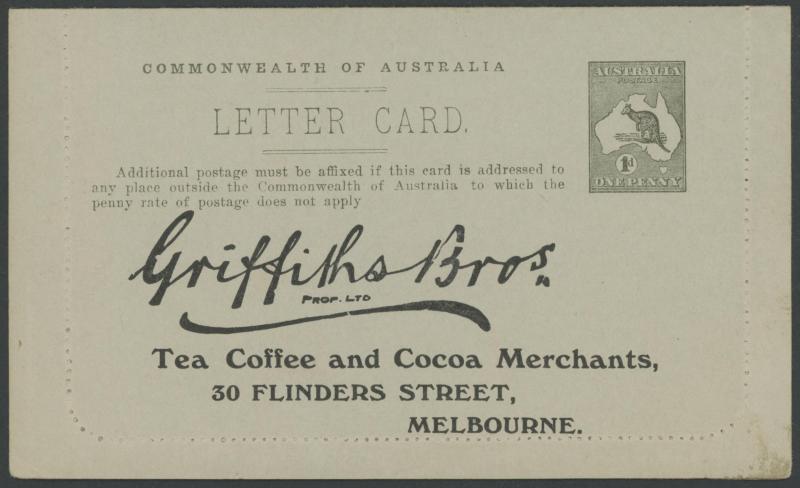 COMMONWEALTH OF AUSTRALIA
LETTER CARD.
AUSTRALIA
POSTAGE
1d
ONE PENNY
Additional postage must be affixed if this card is addressed to
any place outside the Commonwealth of Australia to which the
penny rate of postage does not apply
Griffiths Bros.
PROP. LTD
Tea Coffee and Cocoa Merchants,
30 FLINDERS STREET,
MELBOURNE.